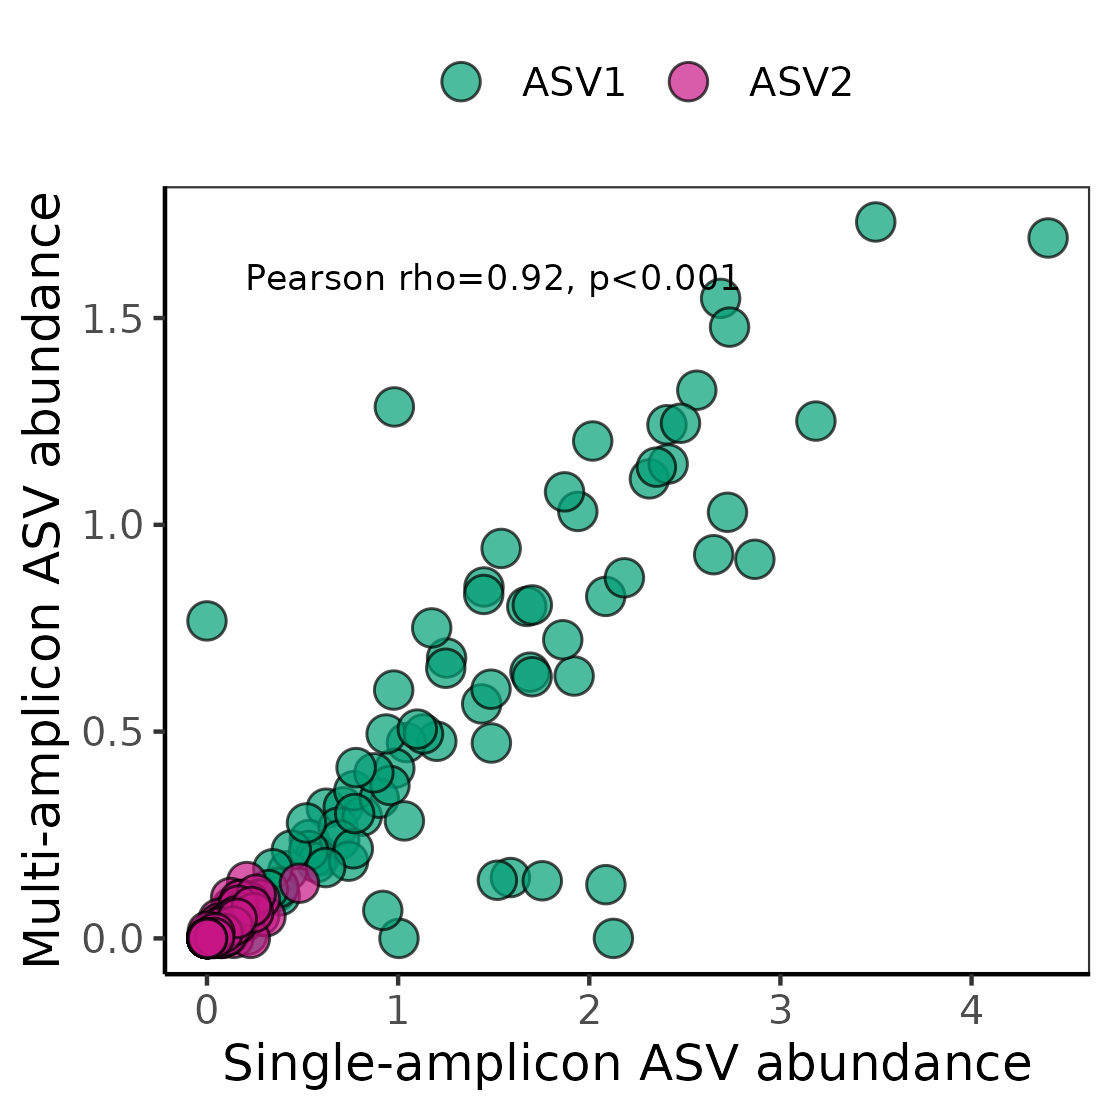 ASV1 ASV2
Pearson rho=0.92, p<0.001
Multi-amplicon ASV abundance
1.5
1.0
0.5
0.0
0 1 2 3 4
Single-amplicon ASV abundance